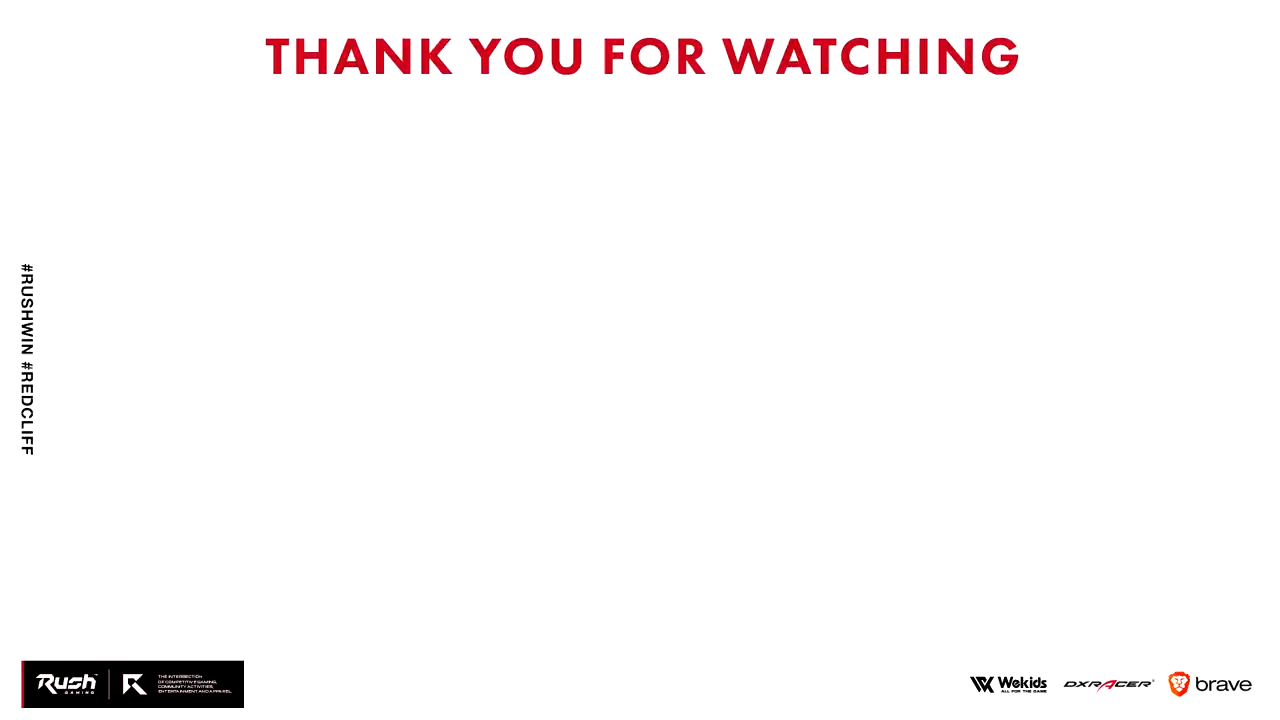 THANK YOU FOR WATCHING
#RUSHWIN #REDCLIFF
Rush
GAMING
THE INTERSECTION
OF COMPETITIVE GAMING,
COMMUNITY ACTIVITIES,
ENTERTAINMENT AND APPAREL.
Wekids
ALL FOR THE GAME
DXRACER
brave